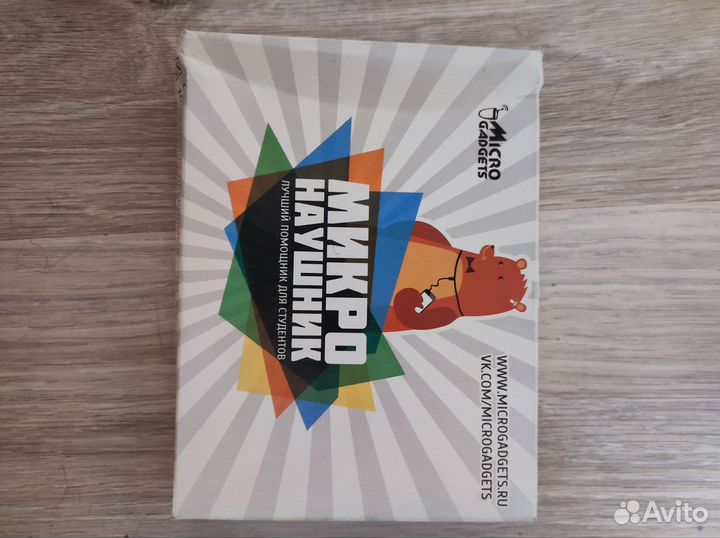 MICRO
GADGETS
МИКРО
НАУШНИК
ЛУЧШИЙ ПОМОЩНИК ДЛЯ СТУДЕНТОВ
WWW.MICROGADGETS.RU
VK.COM/MICROGADGETS
Avito